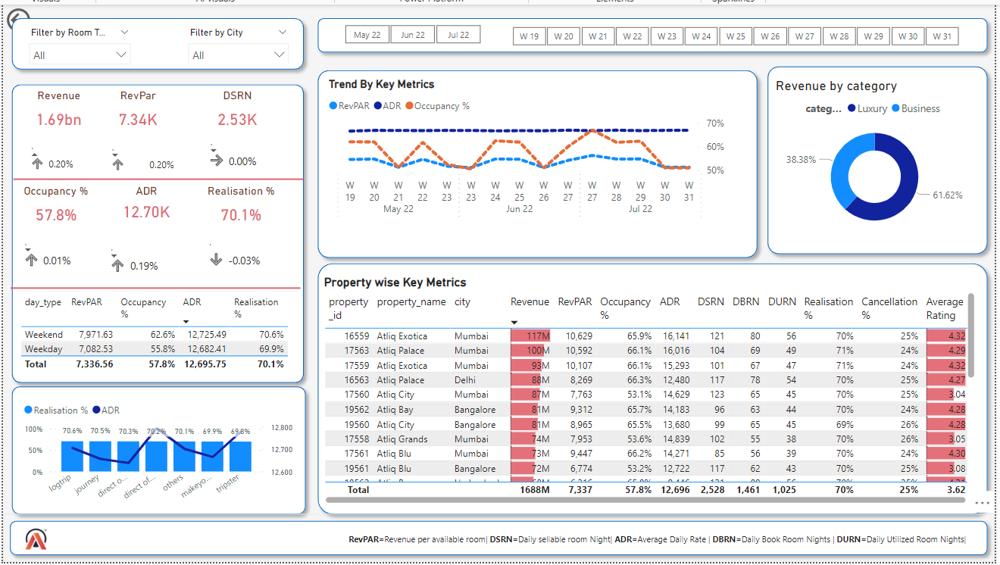 Visuals AI visuals Power Platform Elements Sparklines
Filter by Room T... Filter by City
All All
May 22 Jun 22 Jul 22 W 19 W 20 W 21 W 22 W 23 W 24 W 25 W 26 W 27 W 28 W 29 W 30 W 31
Revenue RevPar DSRN
1.69bn 7.34K 2.53K
0.20% 0.20% 0.00%
Occupancy % ADR Realisation %
57.8% 12.70K 70.1%
0.01% 0.19% -0.03%
day_type RevPAR Occupancy % ADR Realisation %
Weekend 7,971.63 62.6% 12,725.49 70.6%
Weekday 7,082.53 55.8% 12,682.41 69.9%
Total 7,336.56 57.8% 12,695.75 70.1%
Realisation % ADR
100% 70.6% 70.5% 70.3% 70.2% 70.1% 69.9% 69.8% 12,800
50% 12,700
0% 12,600
logtrip journey direct o... direct of... others makeyo... tripster
Trend By Key Metrics
RevPAR ADR Occupancy %
70%
60%
50%
W 19 W 20 W 21 W 22 W 23 W 23 W 24 W 25 W 26 W 27 W 27 W 28 W 29 W 30 W 31
May 22 Jun 22 Jul 22
Revenue by category
categ... Luxury Business
38.38%
61.62%
Property wise Key Metrics
property_id property_name city Revenue RevPAR Occupancy % ADR DSRN DBRN DURN Realisation % Cancellation % Average Rating
16559 Atliq Exotica Mumbai 117M 10,629 65.9% 16,141 121 80 56 70% 25% 4.32
17563 Atliq Palace Mumbai 100M 10,592 66.1% 16,016 104 69 49 71% 24% 4.29
17559 Atliq Exotica Mumbai 93M 10,107 66.1% 15,293 101 67 47 71% 24% 4.32
16563 Atliq Palace Delhi 88M 8,269 66.3% 12,480 117 78 54 70% 25% 4.27
17560 Atliq City Mumbai 87M 7,763 53.1% 14,629 123 65 45 70% 25% 3.04
19562 Atliq Bay Bangalore 81M 9,312 65.7% 14,183 96 63 44 70% 24% 4.28
19560 Atliq City Bangalore 81M 8,965 65.5% 13,680 99 65 45 69% 26% 4.28
17558 Atliq Grands Mumbai 74M 7,953 53.6% 14,839 102 55 38 70% 26% 3.05
17561 Atliq Blu Mumbai 73M 9,447 66.2% 14,271 85 56 39 70% 24% 4.30
19561 Atliq Blu Bangalore 72M 6,774 53.2% 12,722 117 62 43 70% 25% 3.08
Total 1688M 7,337 57.8% 12,696 2,528 1,461 1,025 70% 25% 3.62
RevPAR=Revenue per available room| DSRN=Daily sellable room Night| ADR=Average Daily Rate | DBRN=Daily Book Room Nights | DURN=Daily Utilized Room Nights|